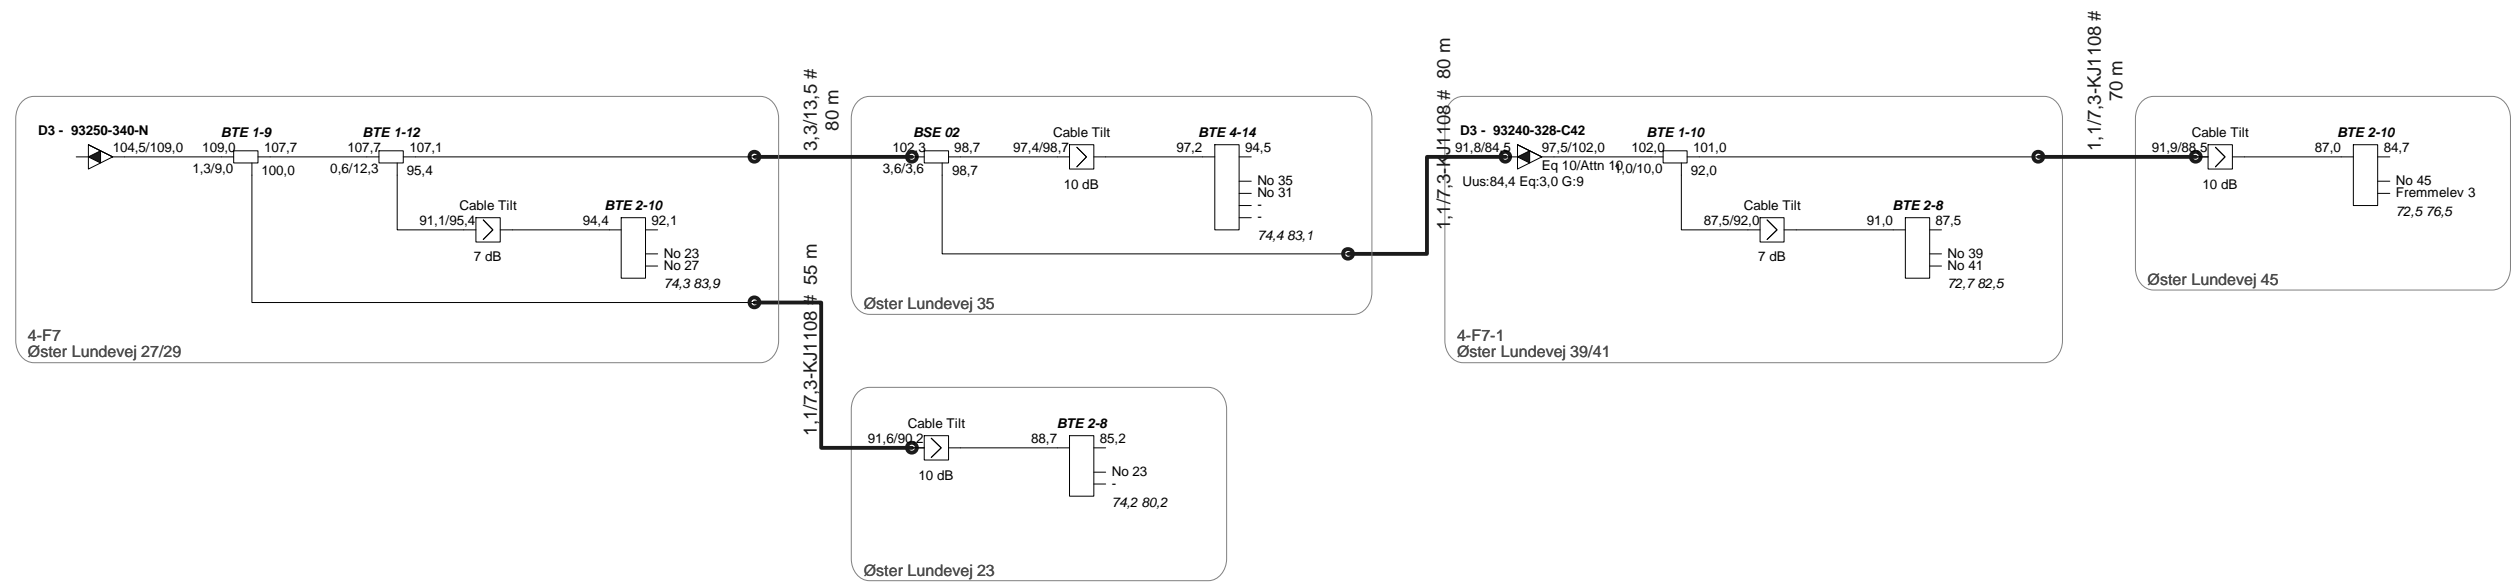 D3 - 93250-340-N
104,5/109,0
BTE 1-9
109,0
107,7
1,3/9,0
100,0
BTE 1-12
107,7
107,1
0,6/12,3
95,4
Cable Tilt
91,1/95,4
7 dB
BTE 2-10
94,4
92,1
No 23
No 27
74,3 83,9
4-F7
Øster Lundevej 27/29
3,3/13,5 #
80 m
1,1/7,3-KJ1108 # 55 m
BSE 02
102,3
98,7
3,6/3,6
98,7
Cable Tilt
97,4/98,7
10 dB
BTE 4-14
97,2
94,5
No 35
No 31
-
-
74,4 83,1
Øster Lundevej 35
Cable Tilt
91,6/90,2
10 dB
BTE 2-8
88,7
85,2
No 23
-
74,2 80,2
Øster Lundevej 23
1,1/7,3-KJ1108 # 80 m
D3 - 93240-328-C42
91,8/84,5
97,5/102,0
Eq 10/Attn 10
Uus:84,4 Eq:3,0 G:9
BTE 1-10
102,0
101,0
1,0/10,0
92,0
Cable Tilt
87,5/92,0
7 dB
BTE 2-8
91,0
87,5
No 39
No 41
72,7 82,5
4-F7-1
Øster Lundevej 39/41
1,1/7,3-KJ1108 #
70 m
Cable Tilt
91,9/88,5
10 dB
BTE 2-10
87,0
84,7
No 45
Fremmelev 3
72,5 76,5
Øster Lundevej 45